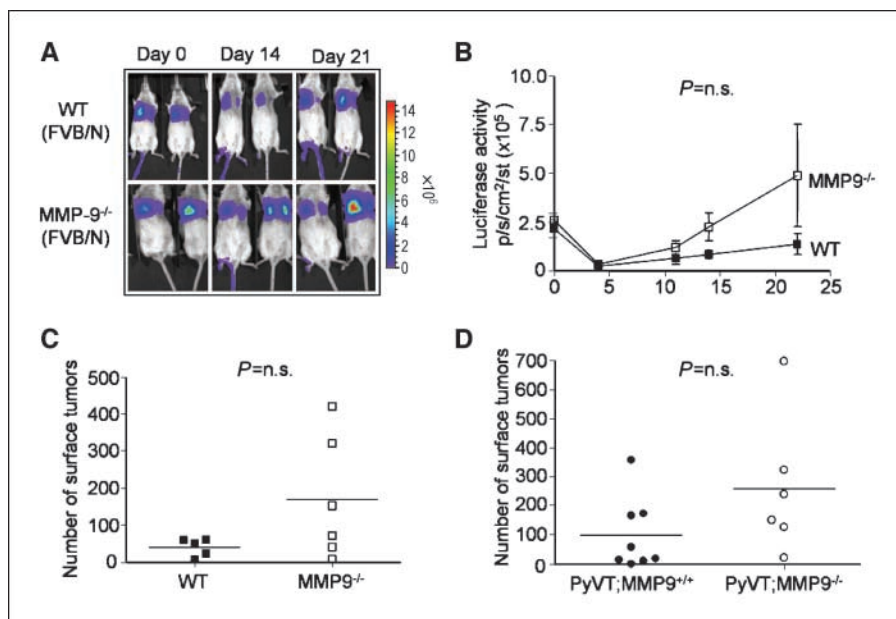 A
Day 0 Day 14 Day 21
WT
(FVB/N)
MMP-9-/-
(FVB/N)
14
12
10
8
6
4
2
0
×10⁶
B
P=n.s.
Luciferase activity
p/s/cm²/st (x10⁵)
10.0
7.5
5.0
2.5
0
MMP9-/-
WT
0 5 10 15 20 25
C
P=n.s.
Number of surface tumors
500
400
300
200
100
0
WT MMP9-/-
D
P=n.s.
Number of surface tumors
700
600
500
400
300
200
100
0
PyVT;MMP9+/+ PyVT;MMP9-/-